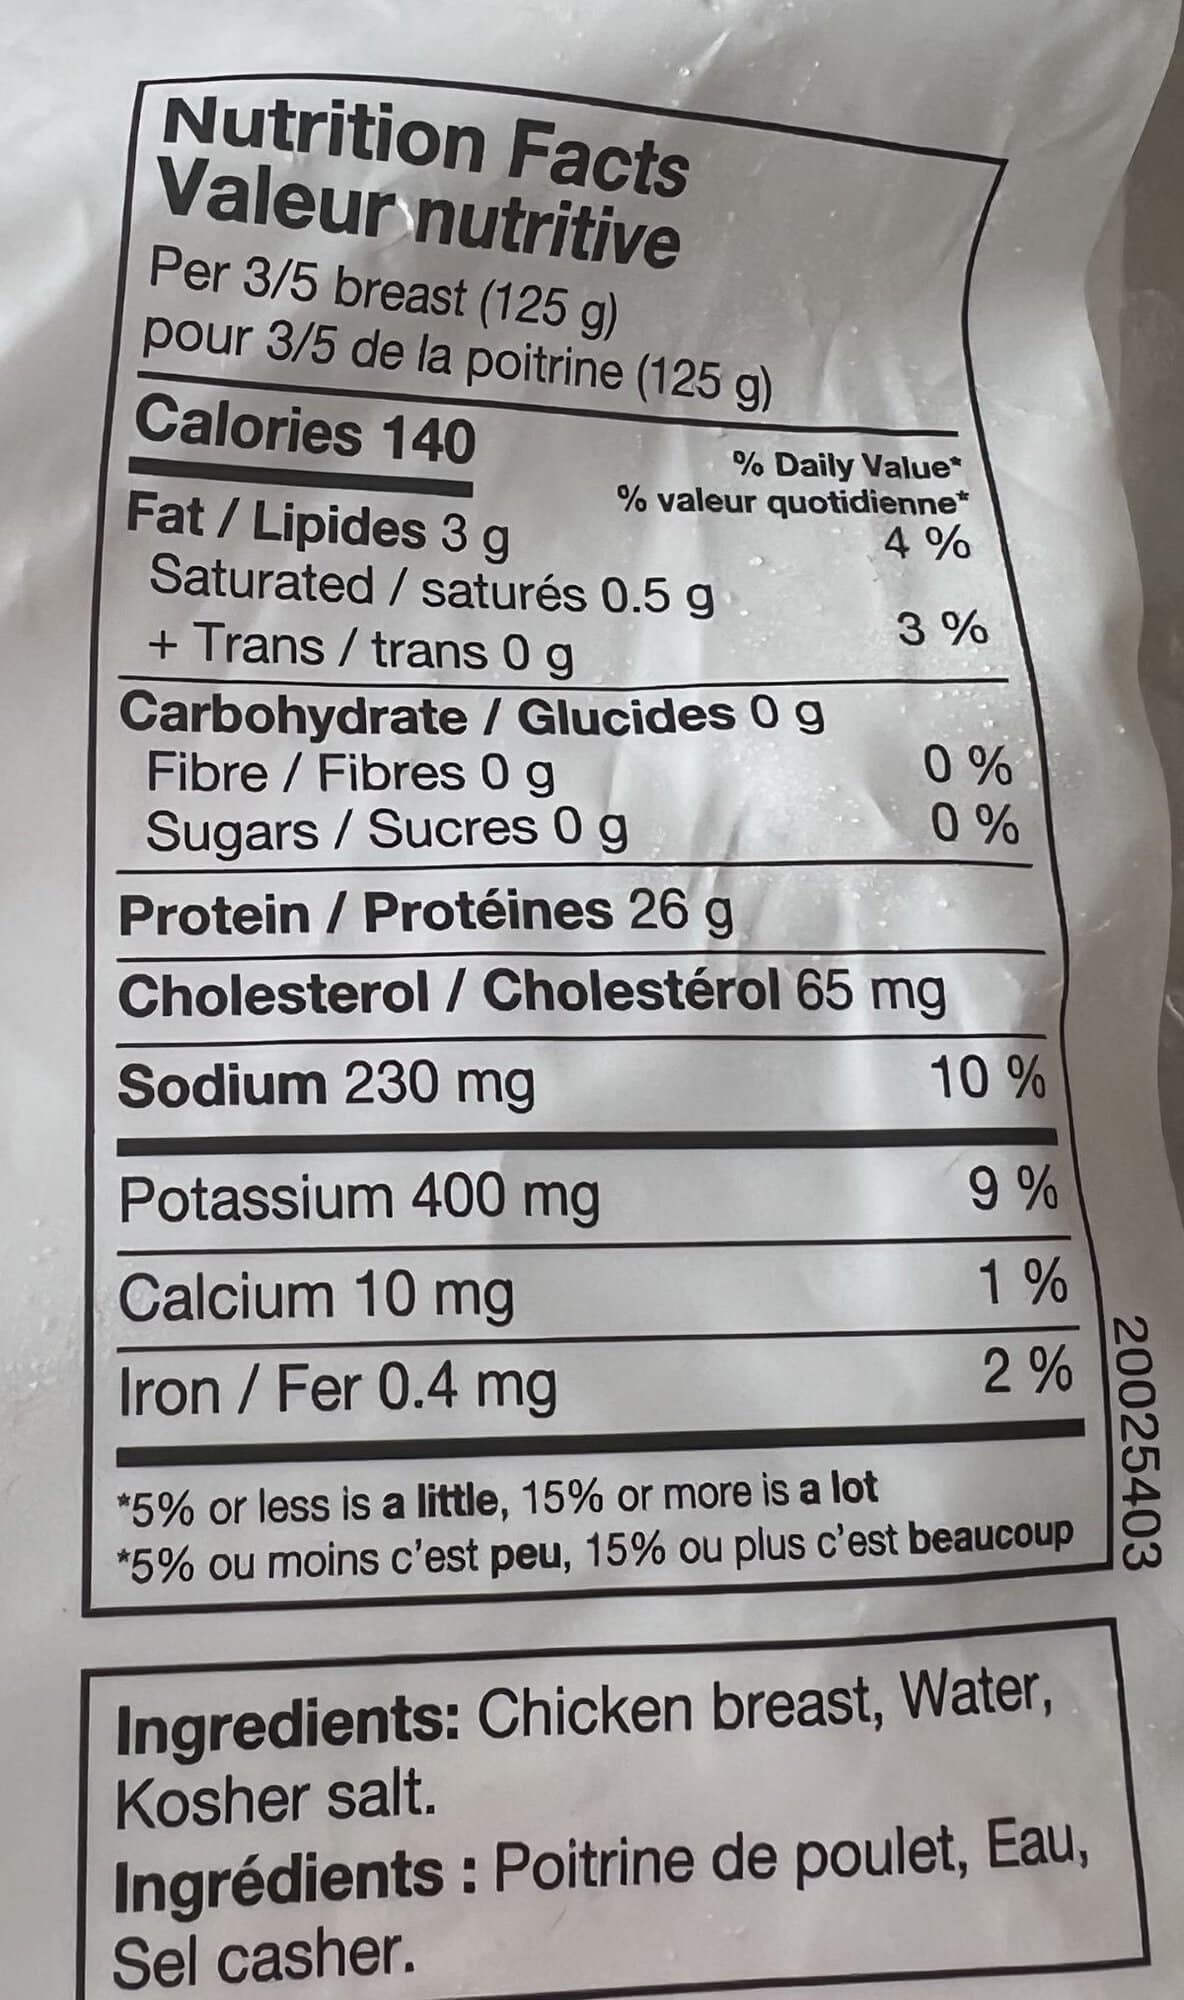 Nutrition Facts
Valeur nutritive
Per 3/5 breast (125 g)
pour 3/5 de la poitrine (125 g)
Calories 140
% Daily Value*
% valeur quotidienne*
Fat / Lipides 3 g 4 %
Saturated / saturés 0.5 g
+ Trans / trans 0 g 3 %
Carbohydrate / Glucides 0 g
Fibre / Fibres 0 g 0 %
Sugars / Sucres 0 g 0 %
Protein / Protéines 26 g
Cholesterol / Cholestérol 65 mg
Sodium 230 mg 10 %
Potassium 400 mg 9 %
Calcium 10 mg 1 %
Iron / Fer 0.4 mg 2 %
*5% or less is a little, 15% or more is a lot
*5% ou moins c'est peu, 15% ou plus c'est beaucoup
20025403
Ingredients: Chicken breast, Water,
Kosher salt.
Ingrédients : Poitrine de poulet, Eau,
Sel casher.